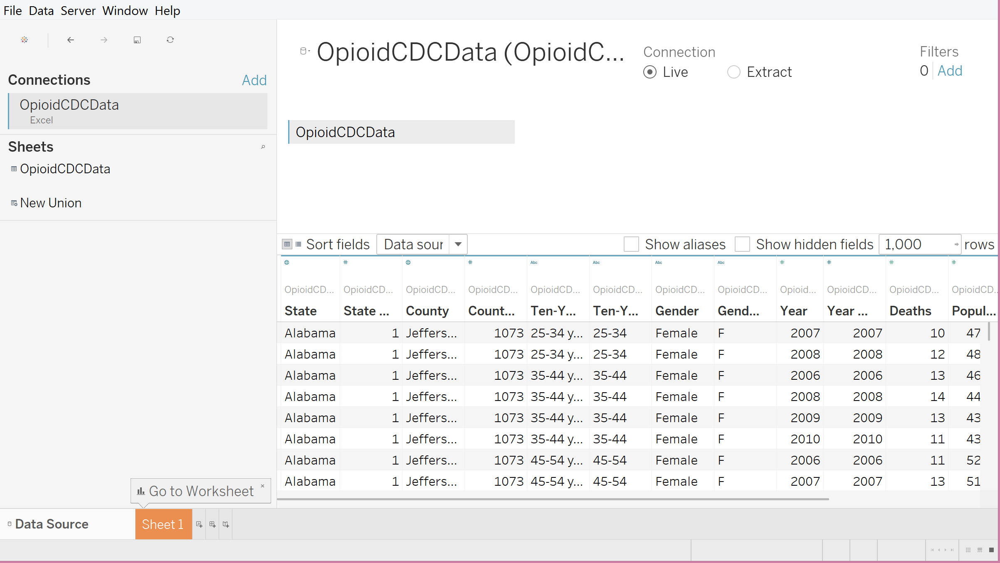 File Data Server Window Help
OpioidCDCData (OpioidC...
Connection
Live Extract
Filters
0 Add
Connections Add
OpioidCDCData
Excel
OpioidCDCData
Sheets
OpioidCDCData
New Union
Sort fields Data sour Show aliases Show hidden fields 1,000 rows
Abc Abc Abc Abc
OpioidCD... OpioidCD... OpioidCD... OpioidCD... OpioidCD... OpioidCD... OpioidCD... OpioidCD... Opioid... OpioidCD... OpioidCD... OpioidCD...
State State ... County Count... Ten-Y... Ten-Y... Gender Gend... Year Year ... Deaths Popul...
Alabama 1 Jeffers... 1073 25-34 y... 25-34 Female F 2007 2007 10 47
Alabama 1 Jeffers... 1073 25-34 y... 25-34 Female F 2008 2008 12 48
Alabama 1 Jeffers... 1073 35-44 y... 35-44 Female F 2006 2006 13 46
Alabama 1 Jeffers... 1073 35-44 y... 35-44 Female F 2008 2008 14 44
Alabama 1 Jeffers... 1073 35-44 y... 35-44 Female F 2009 2009 13 43
Alabama 1 Jeffers... 1073 35-44 y... 35-44 Female F 2010 2010 11 43
Alabama 1 Jeffers... 1073 45-54 y... 45-54 Female F 2006 2006 11 52
Alabama 1 Jeffers... 1073 45-54 y... 45-54 Female F 2007 2007 13 51
Go to Worksheet
Data Source Sheet 1